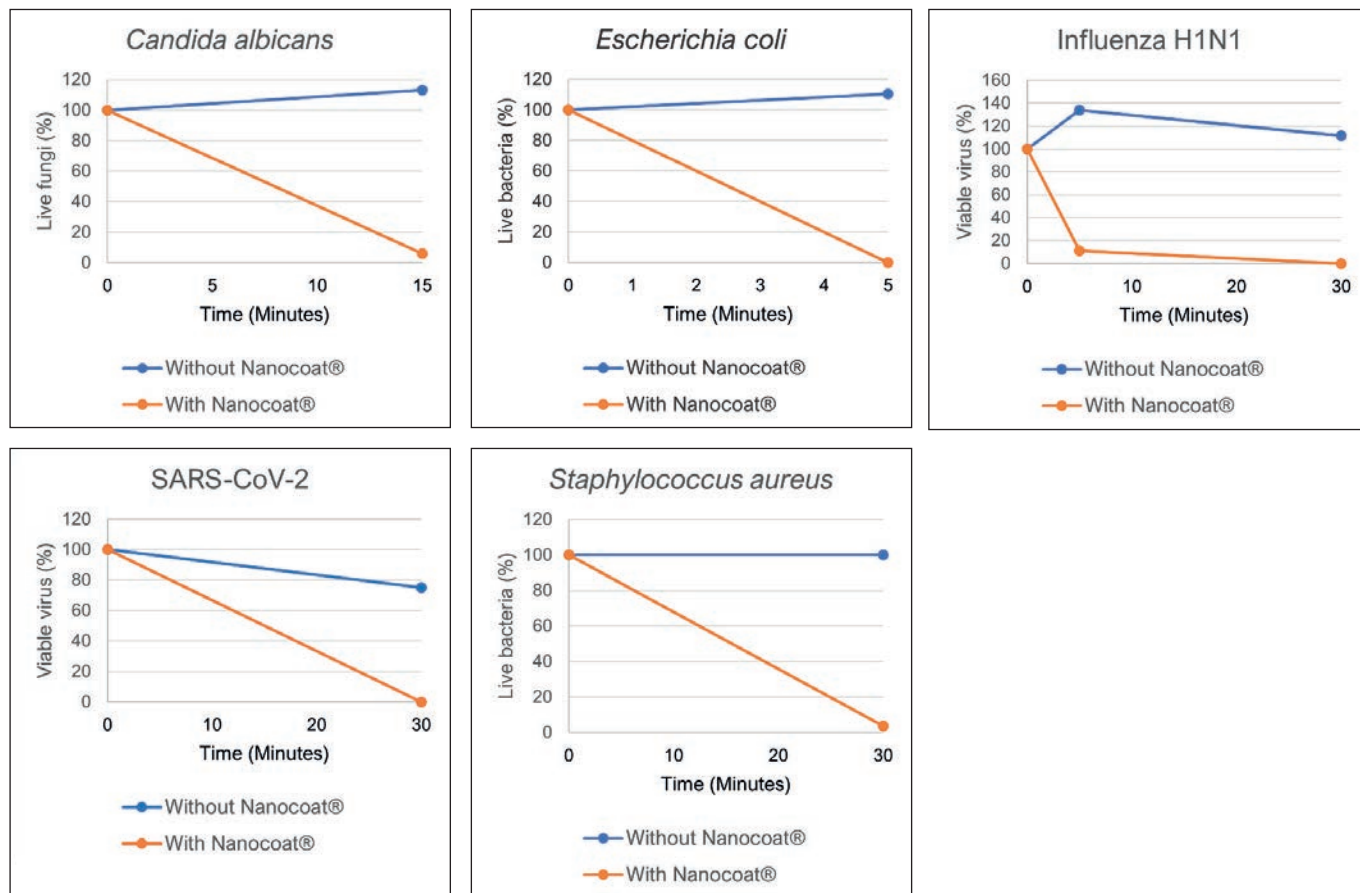 Candida albicans
120
100
80
60
40
20
0
Live fungi (%)
0 5 10 15
Time (Minutes)
Without Nanocoat®
With Nanocoat®
Escherichia coli
120
100
80
60
40
20
0
Live bacteria (%)
0 1 2 3 4 5
Time (Minutes)
Without Nanocoat®
With Nanocoat®
Influenza H1N1
160
140
120
100
80
60
40
20
0
Viable virus (%)
0 10 20 30
Time (Minutes)
Without Nanocoat®
With Nanocoat®
SARS-CoV-2
120
100
80
60
40
20
0
Viable virus (%)
0 10 20 30
Time (Minutes)
Without Nanocoat®
With Nanocoat®
Staphylococcus aureus
120
100
80
60
40
20
0
Live bacteria (%)
0 10 20 30
Time (Minutes)
Without Nanocoat®
With Nanocoat®